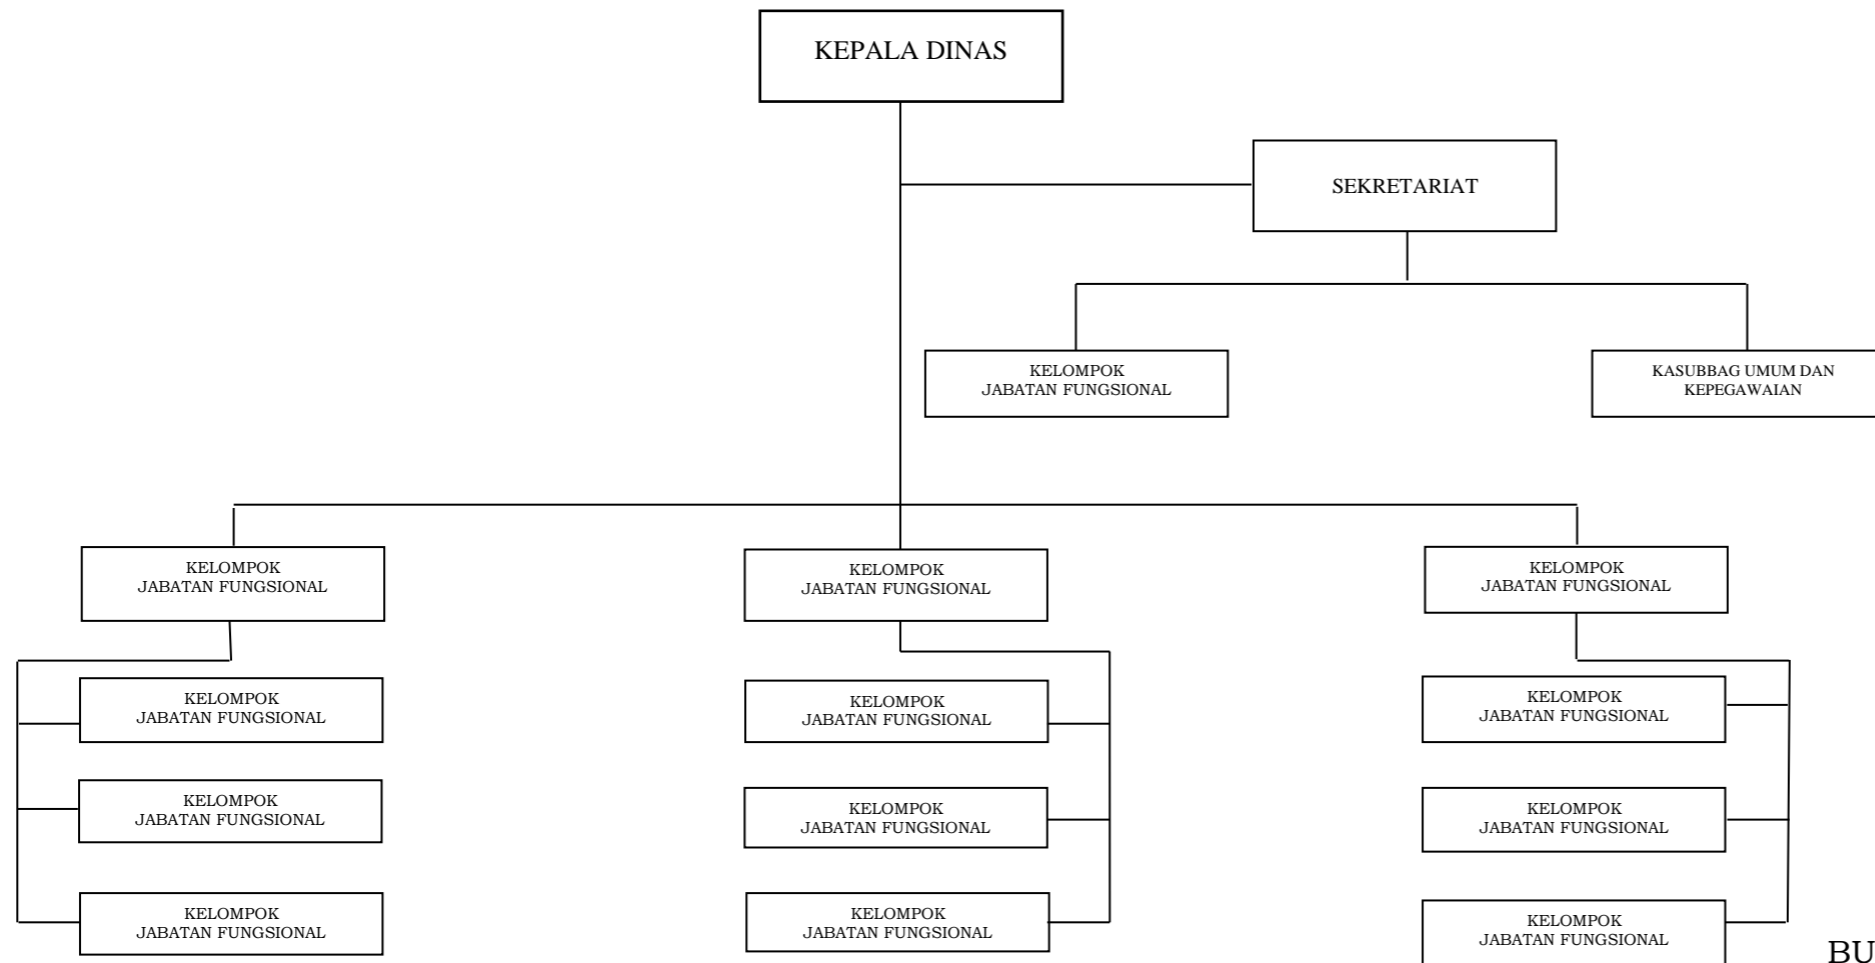 KEPALA DINAS
SEKRETARIAT
KELOMPOK
JABATAN FUNGSIONAL
KASUBBAG UMUM DAN
KEPEGAWAIAN
KELOMPOK
JABATAN FUNGSIONAL
KELOMPOK
JABATAN FUNGSIONAL
KELOMPOK
JABATAN FUNGSIONAL
KELOMPOK
JABATAN FUNGSIONAL
KELOMPOK
JABATAN FUNGSIONAL
KELOMPOK
JABATAN FUNGSIONAL
KELOMPOK
JABATAN FUNGSIONAL
KELOMPOK
JABATAN FUNGSIONAL
KELOMPOK
JABATAN FUNGSIONAL
KELOMPOK
JABATAN FUNGSIONAL
KELOMPOK
JABATAN FUNGSIONAL
KELOMPOK
JABATAN FUNGSIONAL
BU